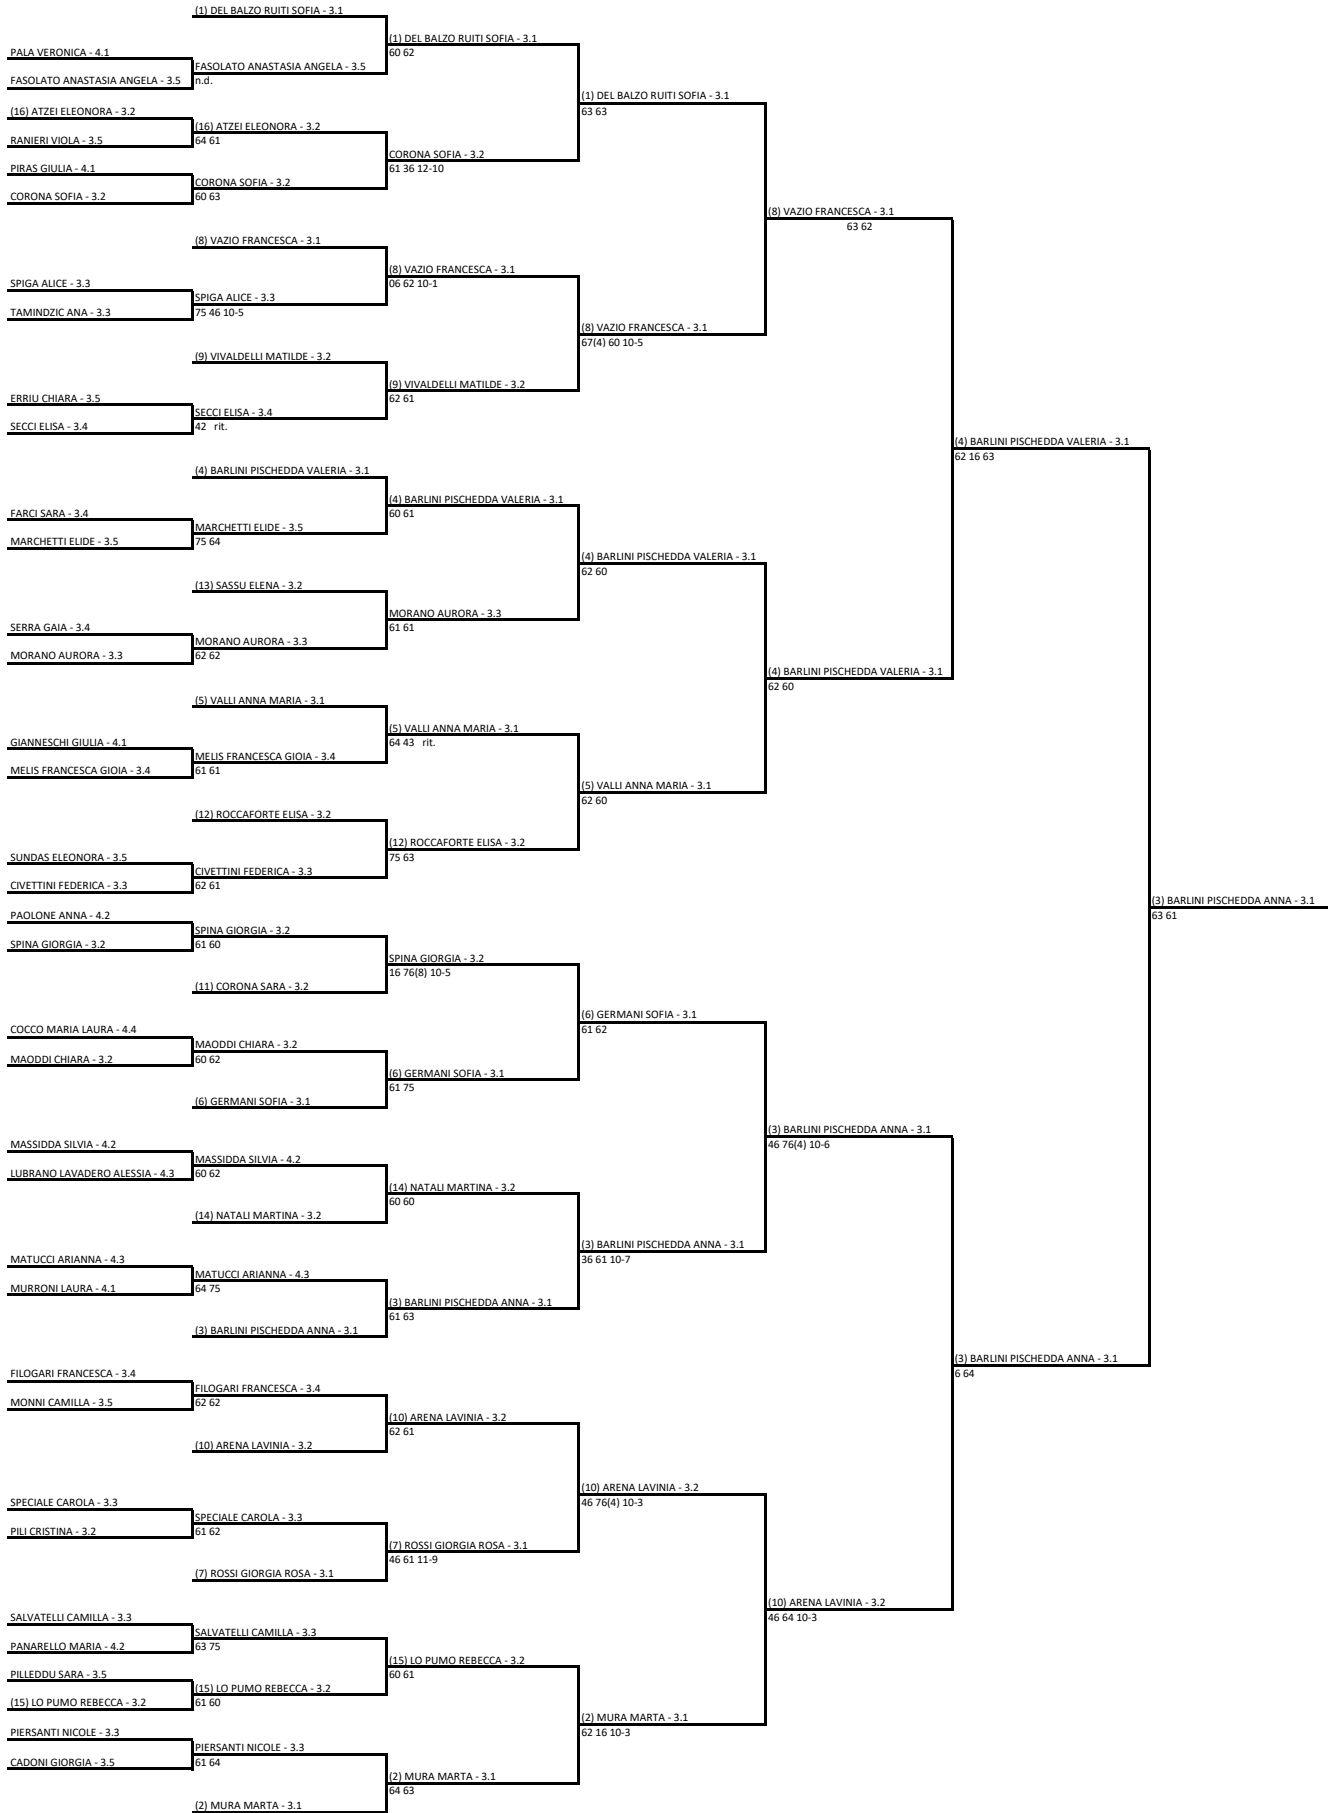 (1) DEL BALZO RUITI SOFIA - 3.1
(1) DEL BALZO RUITI SOFIA - 3.1
PALA VERONICA - 4.1
60 62
FASOLATO ANASTASIA ANGELA - 3.5
FASOLATO ANASTASIA ANGELA - 3.5
n.d.
(1) DEL BALZO RUITI SOFIA - 3.1
(16) ATZEI ELEONORA - 3.2
63 63
(16) ATZEI ELEONORA - 3.2
RANIERI VIOLA - 3.5
64 61
CORONA SOFIA - 3.2
PIRAS GIULIA - 4.1
61 36 12-10
CORONA SOFIA - 3.2
CORONA SOFIA - 3.2
60 63
(8) VAZIO FRANCESCA - 3.1
63 62
(8) VAZIO FRANCESCA - 3.1
(8) VAZIO FRANCESCA - 3.1
SPIGA ALICE - 3.3
06 62 10-1
SPIGA ALICE - 3.3
TAMINDZIC ANA - 3.3
75 46 10-5
(8) VAZIO FRANCESCA - 3.1
67(4) 60 10-5
(9) VIVALDELLI MATILDE - 3.2
(9) VIVALDELLI MATILDE - 3.2
ERRIU CHIARA - 3.5
62 61
SECCI ELISA - 3.4
SECCI ELISA - 3.4
42 rit.
(4) BARLINI PISCHEDDA VALERIA - 3.1
62 16 63
(4) BARLINI PISCHEDDA VALERIA - 3.1
(4) BARLINI PISCHEDDA VALERIA - 3.1
FARCI SARA - 3.4
60 61
MARCHETTI ELIDE - 3.5
MARCHETTI ELIDE - 3.5
75 64
(4) BARLINI PISCHEDDA VALERIA - 3.1
62 60
(13) SASSU ELENA - 3.2
MORANO AURORA - 3.3
SERRA GAIA - 3.4
61 61
MORANO AURORA - 3.3
MORANO AURORA - 3.3
62 62
(4) BARLINI PISCHEDDA VALERIA - 3.1
62 60
(5) VALLI ANNA MARIA - 3.1
(5) VALLI ANNA MARIA - 3.1
GIANNESCHI GIULIA - 4.1
64 43 rit.
MELIS FRANCESCA GIOIA - 3.4
MELIS FRANCESCA GIOIA - 3.4
61 61
(5) VALLI ANNA MARIA - 3.1
62 60
(12) ROCCAFORTE ELISA - 3.2
(12) ROCCAFORTE ELISA - 3.2
SUNDAS ELEONORA - 3.5
75 63
CIVETTINI FEDERICA - 3.3
CIVETTINI FEDERICA - 3.3
62 61
(3) BARLINI PISCHEDDA ANNA - 3.1
63 61
PAOLONE ANNA - 4.2
SPINA GIORGIA - 3.2
SPINA GIORGIA - 3.2
61 60
SPINA GIORGIA - 3.2
16 76(8) 10-5
(11) CORONA SARA - 3.2
(6) GERMANI SOFIA - 3.1
COCCO MARIA LAURA - 4.4
61 62
MAODDI CHIARA - 3.2
MAODDI CHIARA - 3.2
60 62
(6) GERMANI SOFIA - 3.1
61 75
(6) GERMANI SOFIA - 3.1
(3) BARLINI PISCHEDDA ANNA - 3.1
MASSIDDA SILVIA - 4.2
46 76(4) 10-6
MASSIDDA SILVIA - 4.2
LUBRANO LAVADERO ALESSIA - 4.3
60 62
(14) NATALI MARTINA - 3.2
60 60
(14) NATALI MARTINA - 3.2
(3) BARLINI PISCHEDDA ANNA - 3.1
MATUCCI ARIANNA - 4.3
36 61 10-7
MATUCCI ARIANNA - 4.3
MURRONI LAURA - 4.1
64 75
(3) BARLINI PISCHEDDA ANNA - 3.1
61 63
(3) BARLINI PISCHEDDA ANNA - 3.1
(3) BARLINI PISCHEDDA ANNA - 3.1
FILOGARI FRANCESCA - 3.4
6 64
FILOGARI FRANCESCA - 3.4
MONNI CAMILLA - 3.5
62 62
(10) ARENA LAVINIA - 3.2
62 61
(10) ARENA LAVINIA - 3.2
(10) ARENA LAVINIA - 3.2
SPECIALE CAROLA - 3.3
46 76(4) 10-3
SPECIALE CAROLA - 3.3
PILI CRISTINA - 3.2
61 62
(7) ROSSI GIORGIA ROSA - 3.1
46 61 11-9
(7) ROSSI GIORGIA ROSA - 3.1
(10) ARENA LAVINIA - 3.2
SALVATELLI CAMILLA - 3.3
46 64 10-3
SALVATELLI CAMILLA - 3.3
PANARELLO MARIA - 4.2
63 75
(15) LO PUMO REBECCA - 3.2
PILLEDDU SARA - 3.5
60 61
(15) LO PUMO REBECCA - 3.2
(15) LO PUMO REBECCA - 3.2
61 60
(2) MURA MARTA - 3.1
PIERSANTI NICOLE - 3.3
62 16 10-3
PIERSANTI NICOLE - 3.3
CADONI GIORGIA - 3.5
61 64
(2) MURA MARTA - 3.1
64 63
(2) MURA MARTA - 3.1